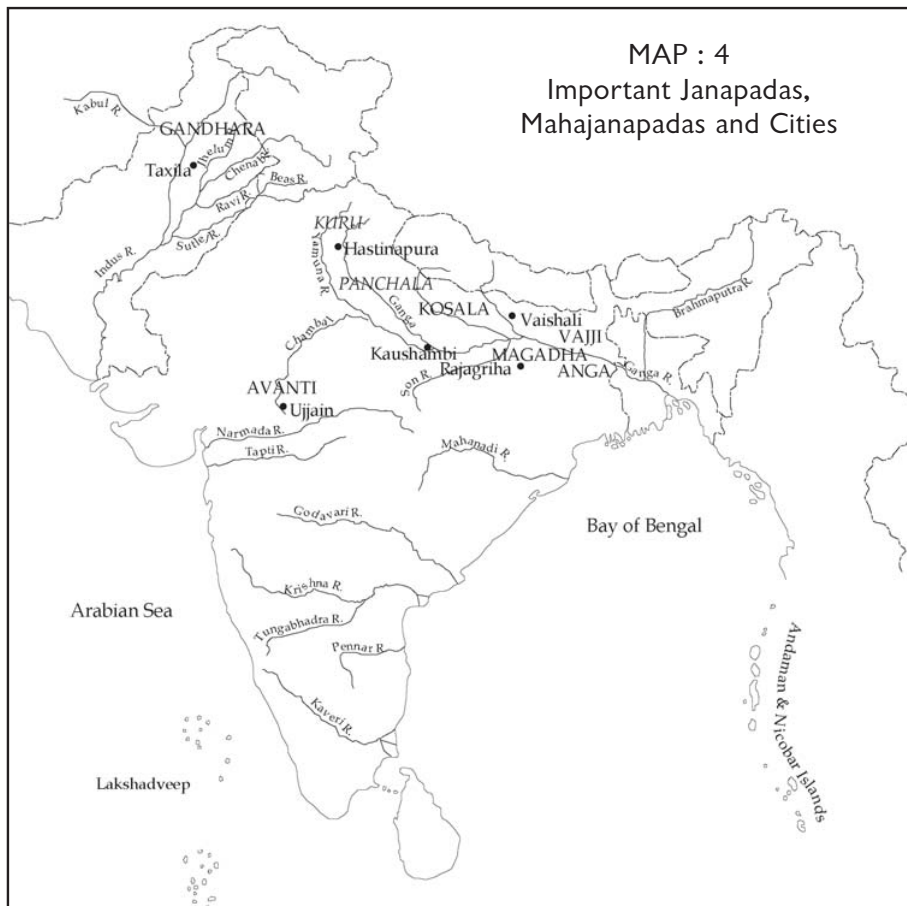 MAP : 4
Important Janapadas,
Mahajanapadas and Cities
Kabul R.
GANDHARA
Taxila
Jhelum R.
Chenab R.
Beas R.
Ravi R.
Sutlej R.
Indus R.
KURU
Hastinapura
Yamuna R.
PANCHALA
Ganga
KOSALA
Brahmaputra R.
Vaishali
VAJJI
Chambal
Kaushambi
MAGADHA
Rajagriha
ANGA
Ganga R.
Son R.
AVANTI
Ujjain
Narmada R.
Tapti R.
Mahanadi R.
Godavari R.
Bay of Bengal
Krishna R.
Arabian Sea
Tungabhadra R.
Pennar R.
Kaveri R.
Andaman & Nicobar Islands
Lakshadveep